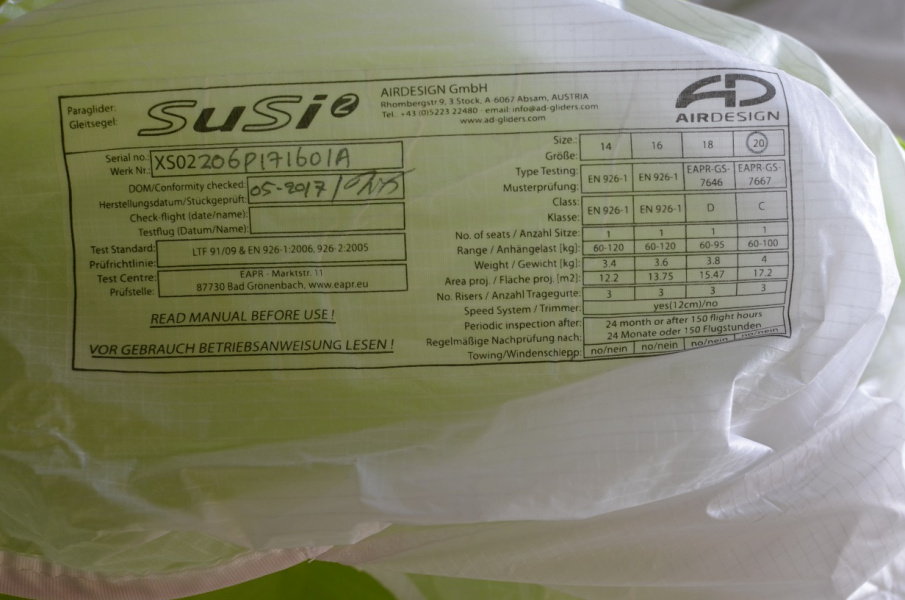 Paraglider:
Gleitsegel:
SuSi 2
AIRDESIGN GmbH
Rhombergstr.9, 3.Stock, A-6067 Absam, AUSTRIA
Tel.: +43 (0)5223 22480 email: info@ad-gliders.com
www.ad-gliders.com
AD
AIRDESIGN
Serial no.:
Werk Nr.: XS02206P171601A
DOM/Conformity checked:
Herstellungsdatum/Stückgeprüft: 05-2017/
Check-flight (date/name):
Testflug (Datum/Name):
Test Standard:
Prüfrichtlinie: LTF 91/09 & EN 926-1:2006, 926-2:2005
Test Centre: EAPR - Marktstr. 11
Prüfstelle: 87730 Bad Grönenbach, www.eapr.eu
READ MANUAL BEFORE USE!
VOR GEBRAUCH BETRIEBSANWEISUNG LESEN!
Size:
Größe: 14 16 18 20
Type Testing: EN 926-1 EN 926-1 EAPR-GS- EAPR-GS-
Musterprüfung: 7646 7667
Class:
Klasse: EN 926-1 EN 926-1 D C
No. of seats / Anzahl Sitze: 1 1 1 1
Range / Anhängelast [kg]: 60-120 60-120 60-95 60-100
Weight / Gewicht [kg]: 3.4 3.6 3.8 4
Area proj. / Fläche proj. [m2]: 12.2 13.75 15.47 17.2
No. Risers / Anzahl Tragegurte: 3 3 3 3
Speed System / Trimmer: yes(12cm)/no
Periodic inspection after: 24 month or after 150 flight hours
Regelmäßige Nachprüfung nach: 24 Monate oder 150 Flugstunden
Towing/Windenschlepp: no/nein no/nein no/nein no/nein